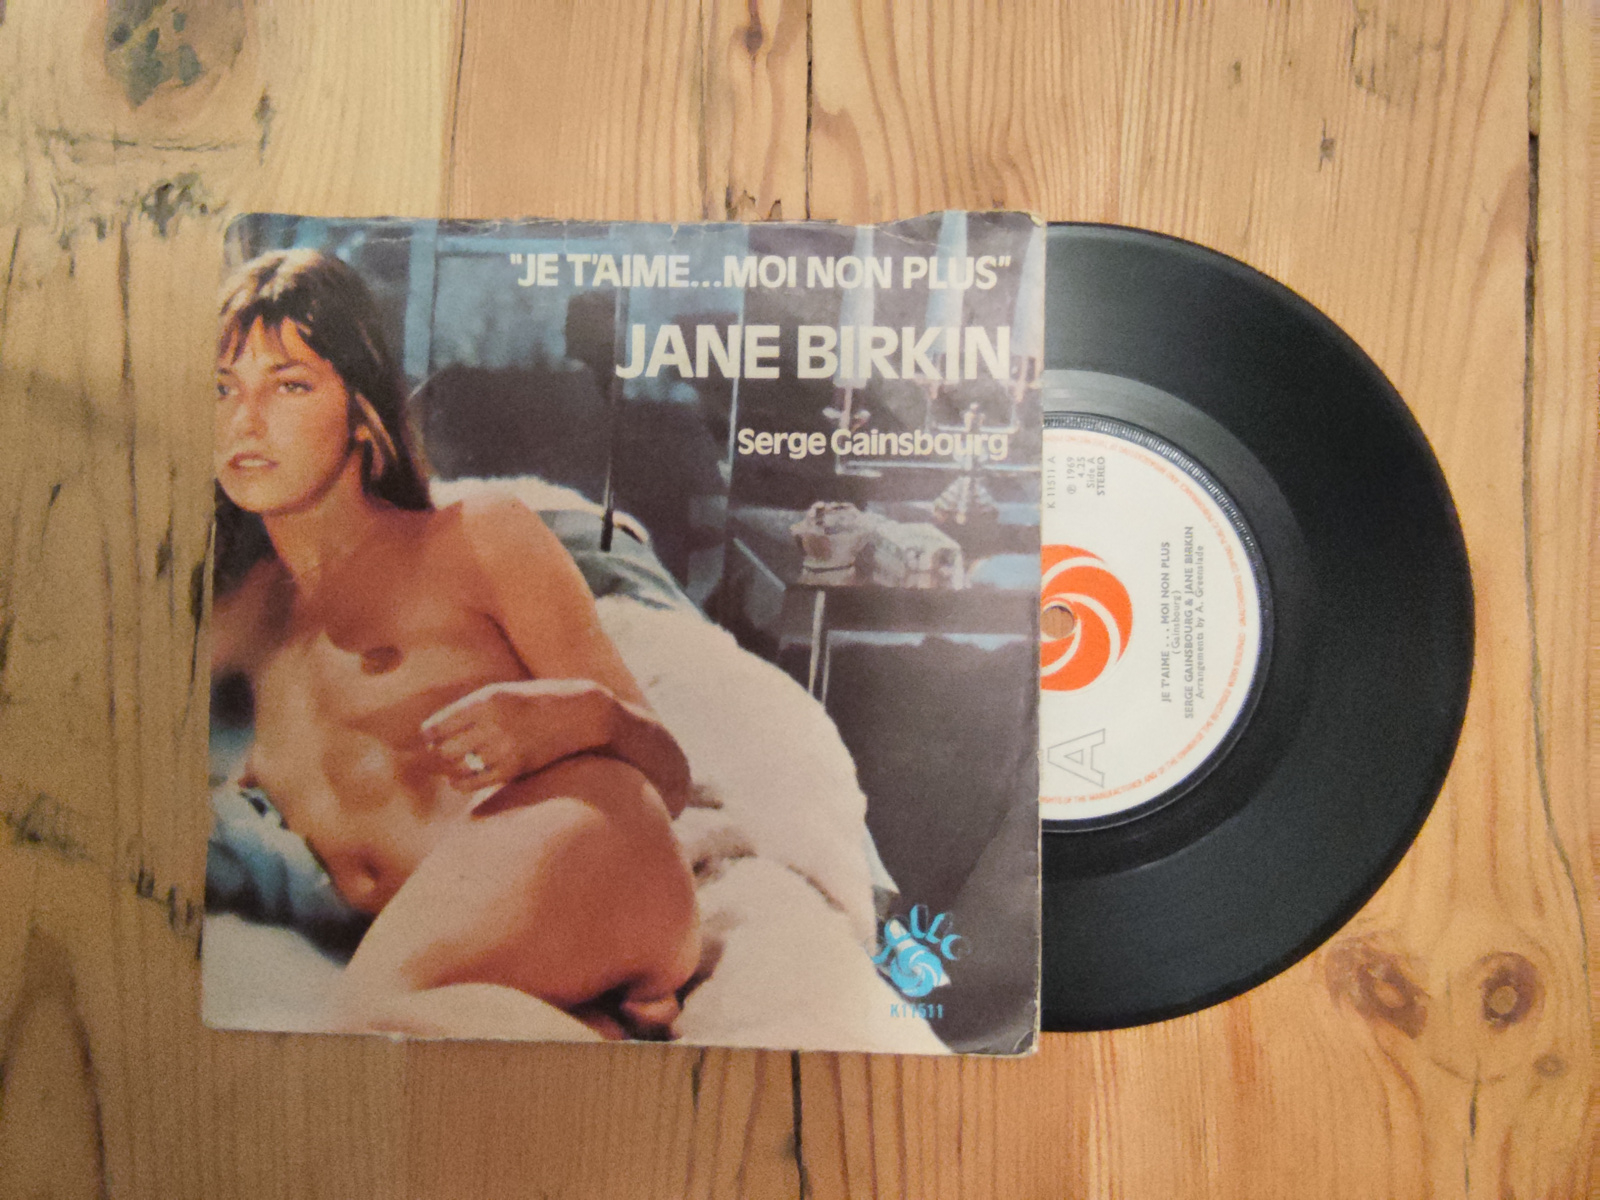 "JE T'AIME...MOI NON PLUS"
JANE BIRKIN
Serge Gainsbourg
K11511
K 11511 A
℗ 1969
4.25
Side A
STEREO
JE T'AIME . . . MOI NON PLUS
(Gainsbourg)
SERGE GAINSBOURG & JANE BIRKIN
Arrangements by A. Greenslade
A